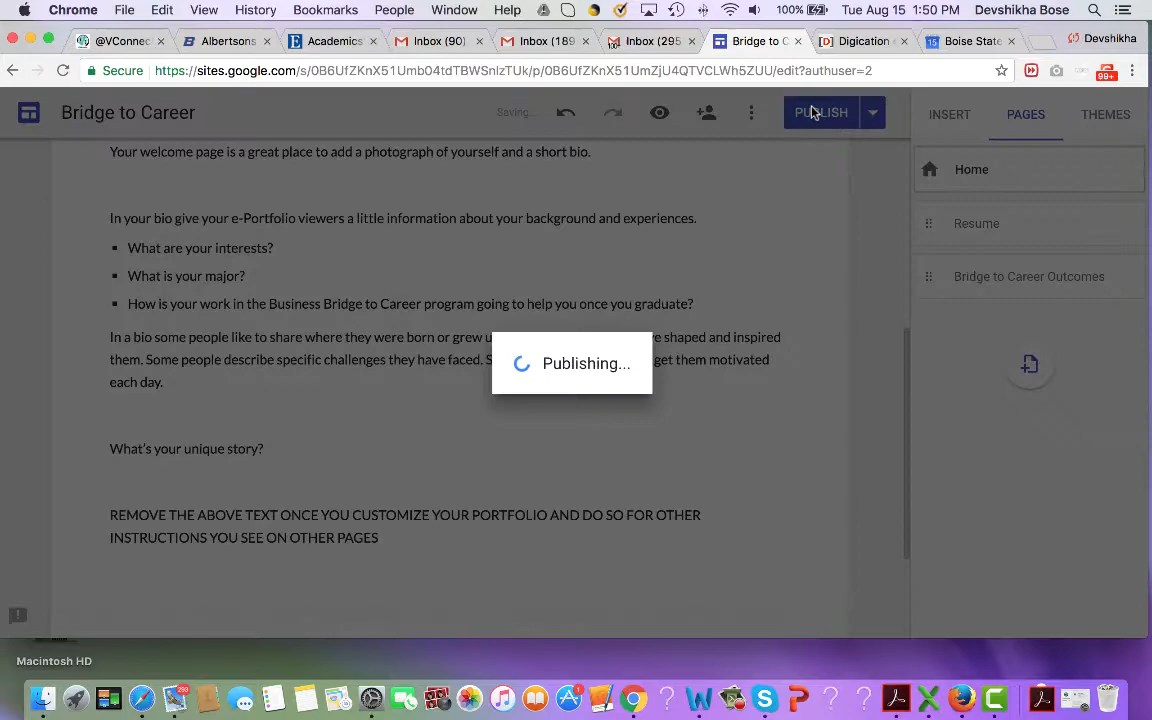 Chrome File Edit View History Bookmarks People Window Help 100% Tue Aug 15 1:50 PM Devshikha Bose
@VConnec Albertsons Academics Inbox (90) Inbox (189 Inbox (295 Bridge to C Digication Boise State Devshikha
Secure https://sites.google.com/s/0B6UfZKnX51Umb04tdTBWSnlzTUk/p/0B6UfZKnX51UmZjU4QTVCLWh5ZUU/edit?authuser=2 99+
Bridge to Career Saving... PUBLISH INSERT PAGES THEMES
Your welcome page is a great place to add a photograph of yourself and a short bio.
Home
In your bio give your e-Portfolio viewers a little information about your background and experiences.
Resume
What are your interests?
What is your major?
Bridge to Career Outcomes
How is your work in the Business Bridge to Career program going to help you once you graduate?
In a bio some people like to share where they were born or grew u e shaped and inspired
them. Some people describe specific challenges they have faced. S get them motivated
each day.
Publishing...
What's your unique story?
REMOVE THE ABOVE TEXT ONCE YOU CUSTOMIZE YOUR PORTFOLIO AND DO SO FOR OTHER
INSTRUCTIONS YOU SEE ON OTHER PAGES
Macintosh HD